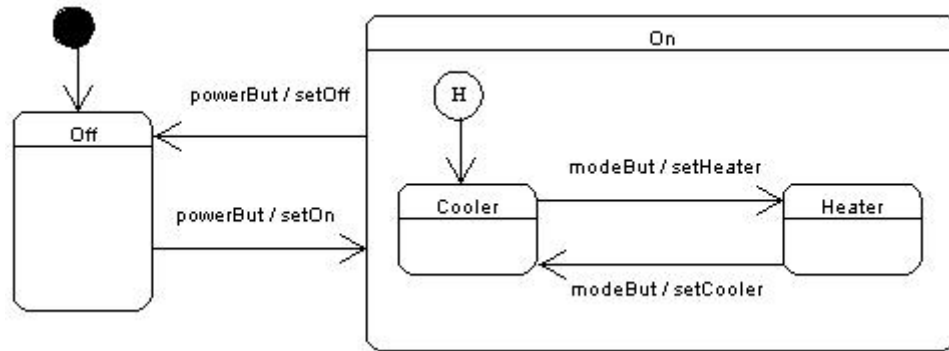 On
H
powerBut / setOff
Off
modeBut / setHeater
Cooler
Heater
powerBut / setOn
modeBut / setCooler